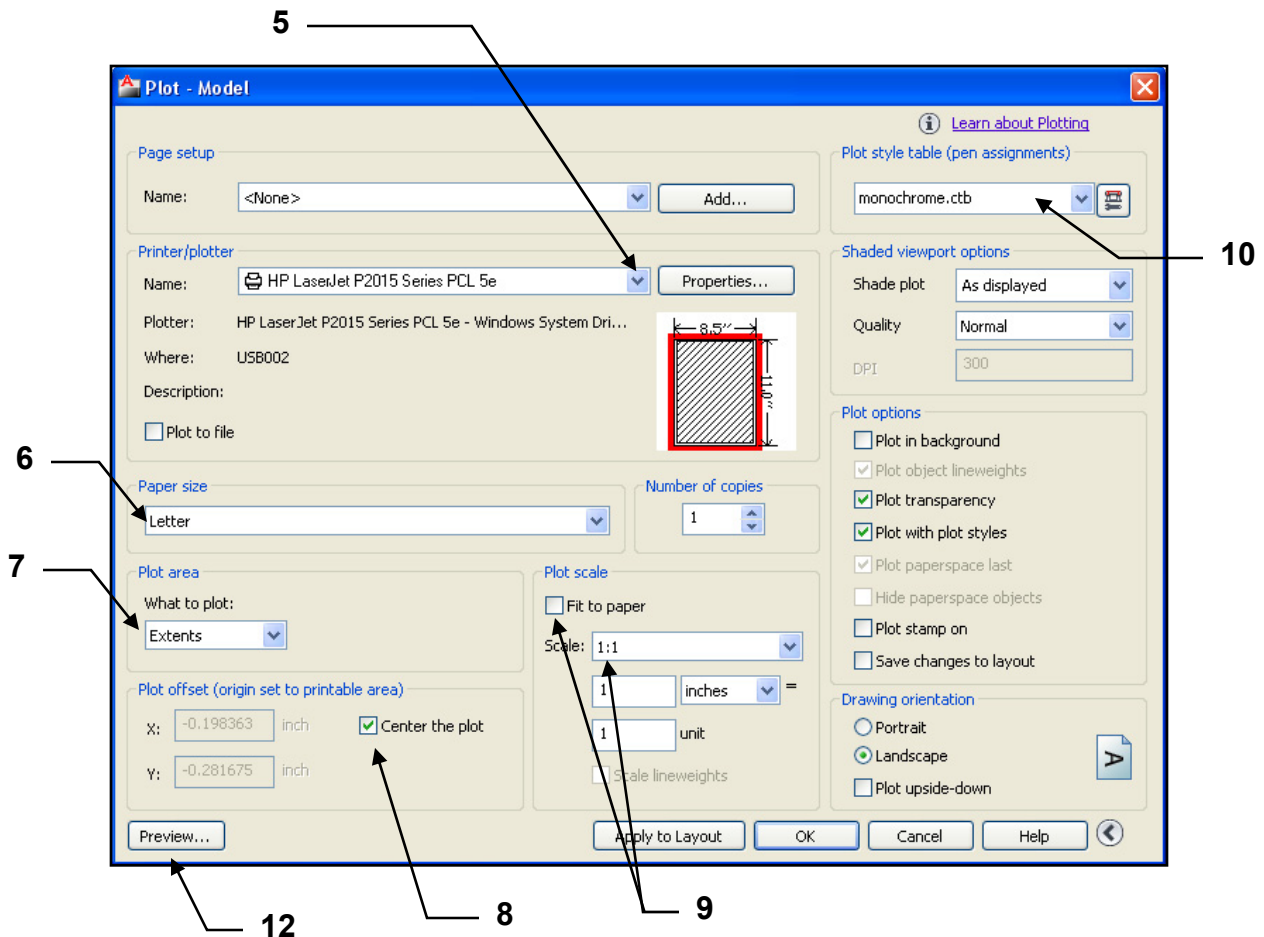 5
Plot - Model
Learn about Plotting
Page setup
Name: <None> Add...
Plot style table (pen assignments)
monochrome.ctb
10
Printer/plotter
Name: HP LaserJet P2015 Series PCL 5e Properties...
Plotter: HP LaserJet P2015 Series PCL 5e - Windows System Dri...
Where: USB002
Description:
Plot to file
8.5″
11.0″
Shaded viewport options
Shade plot As displayed
Quality Normal
DPI 300
6
Paper size
Letter
Number of copies
1
Plot options
Plot in background
Plot object lineweights
Plot transparency
Plot with plot styles
Plot paperspace last
Hide paperspace objects
Plot stamp on
Save changes to layout
7
Plot area
What to plot:
Extents
Plot scale
Fit to paper
Scale: 1:1
1 inches =
1 unit
Scale lineweights
Plot offset (origin set to printable area)
X: -0.198363 inch Center the plot
Y: -0.281675 inch
Drawing orientation
Portrait
Landscape
Plot upside-down
A
Preview... Apply to Layout OK Cancel Help
12
8
9